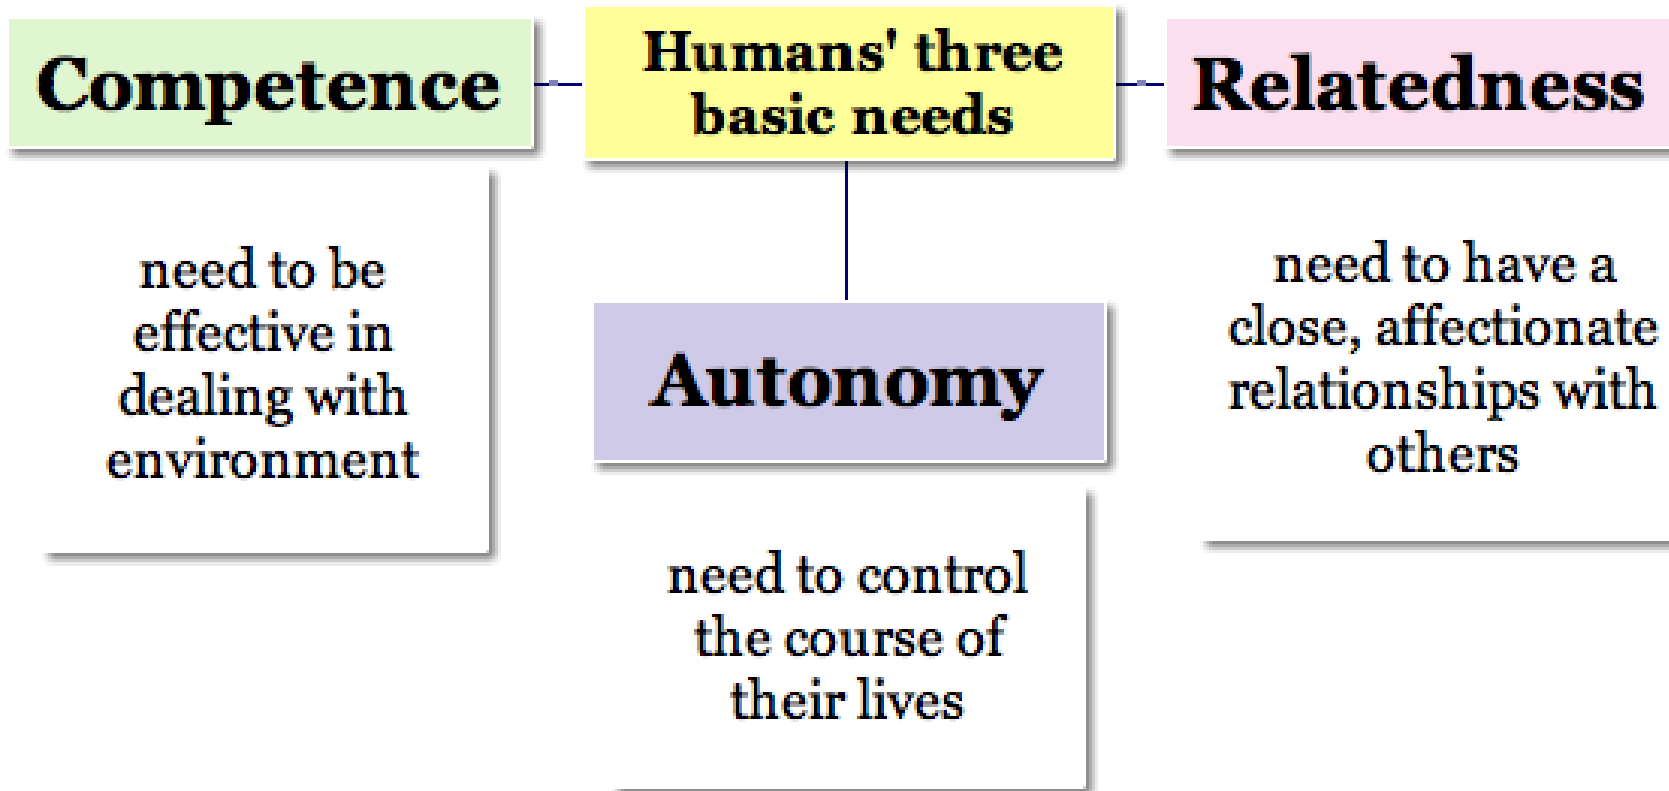 Competence
Humans' three
basic needs
Relatedness
need to be
effective in
dealing with
environment
Autonomy
need to control
the course of
their lives
need to have a
close, affectionate
relationships with
others